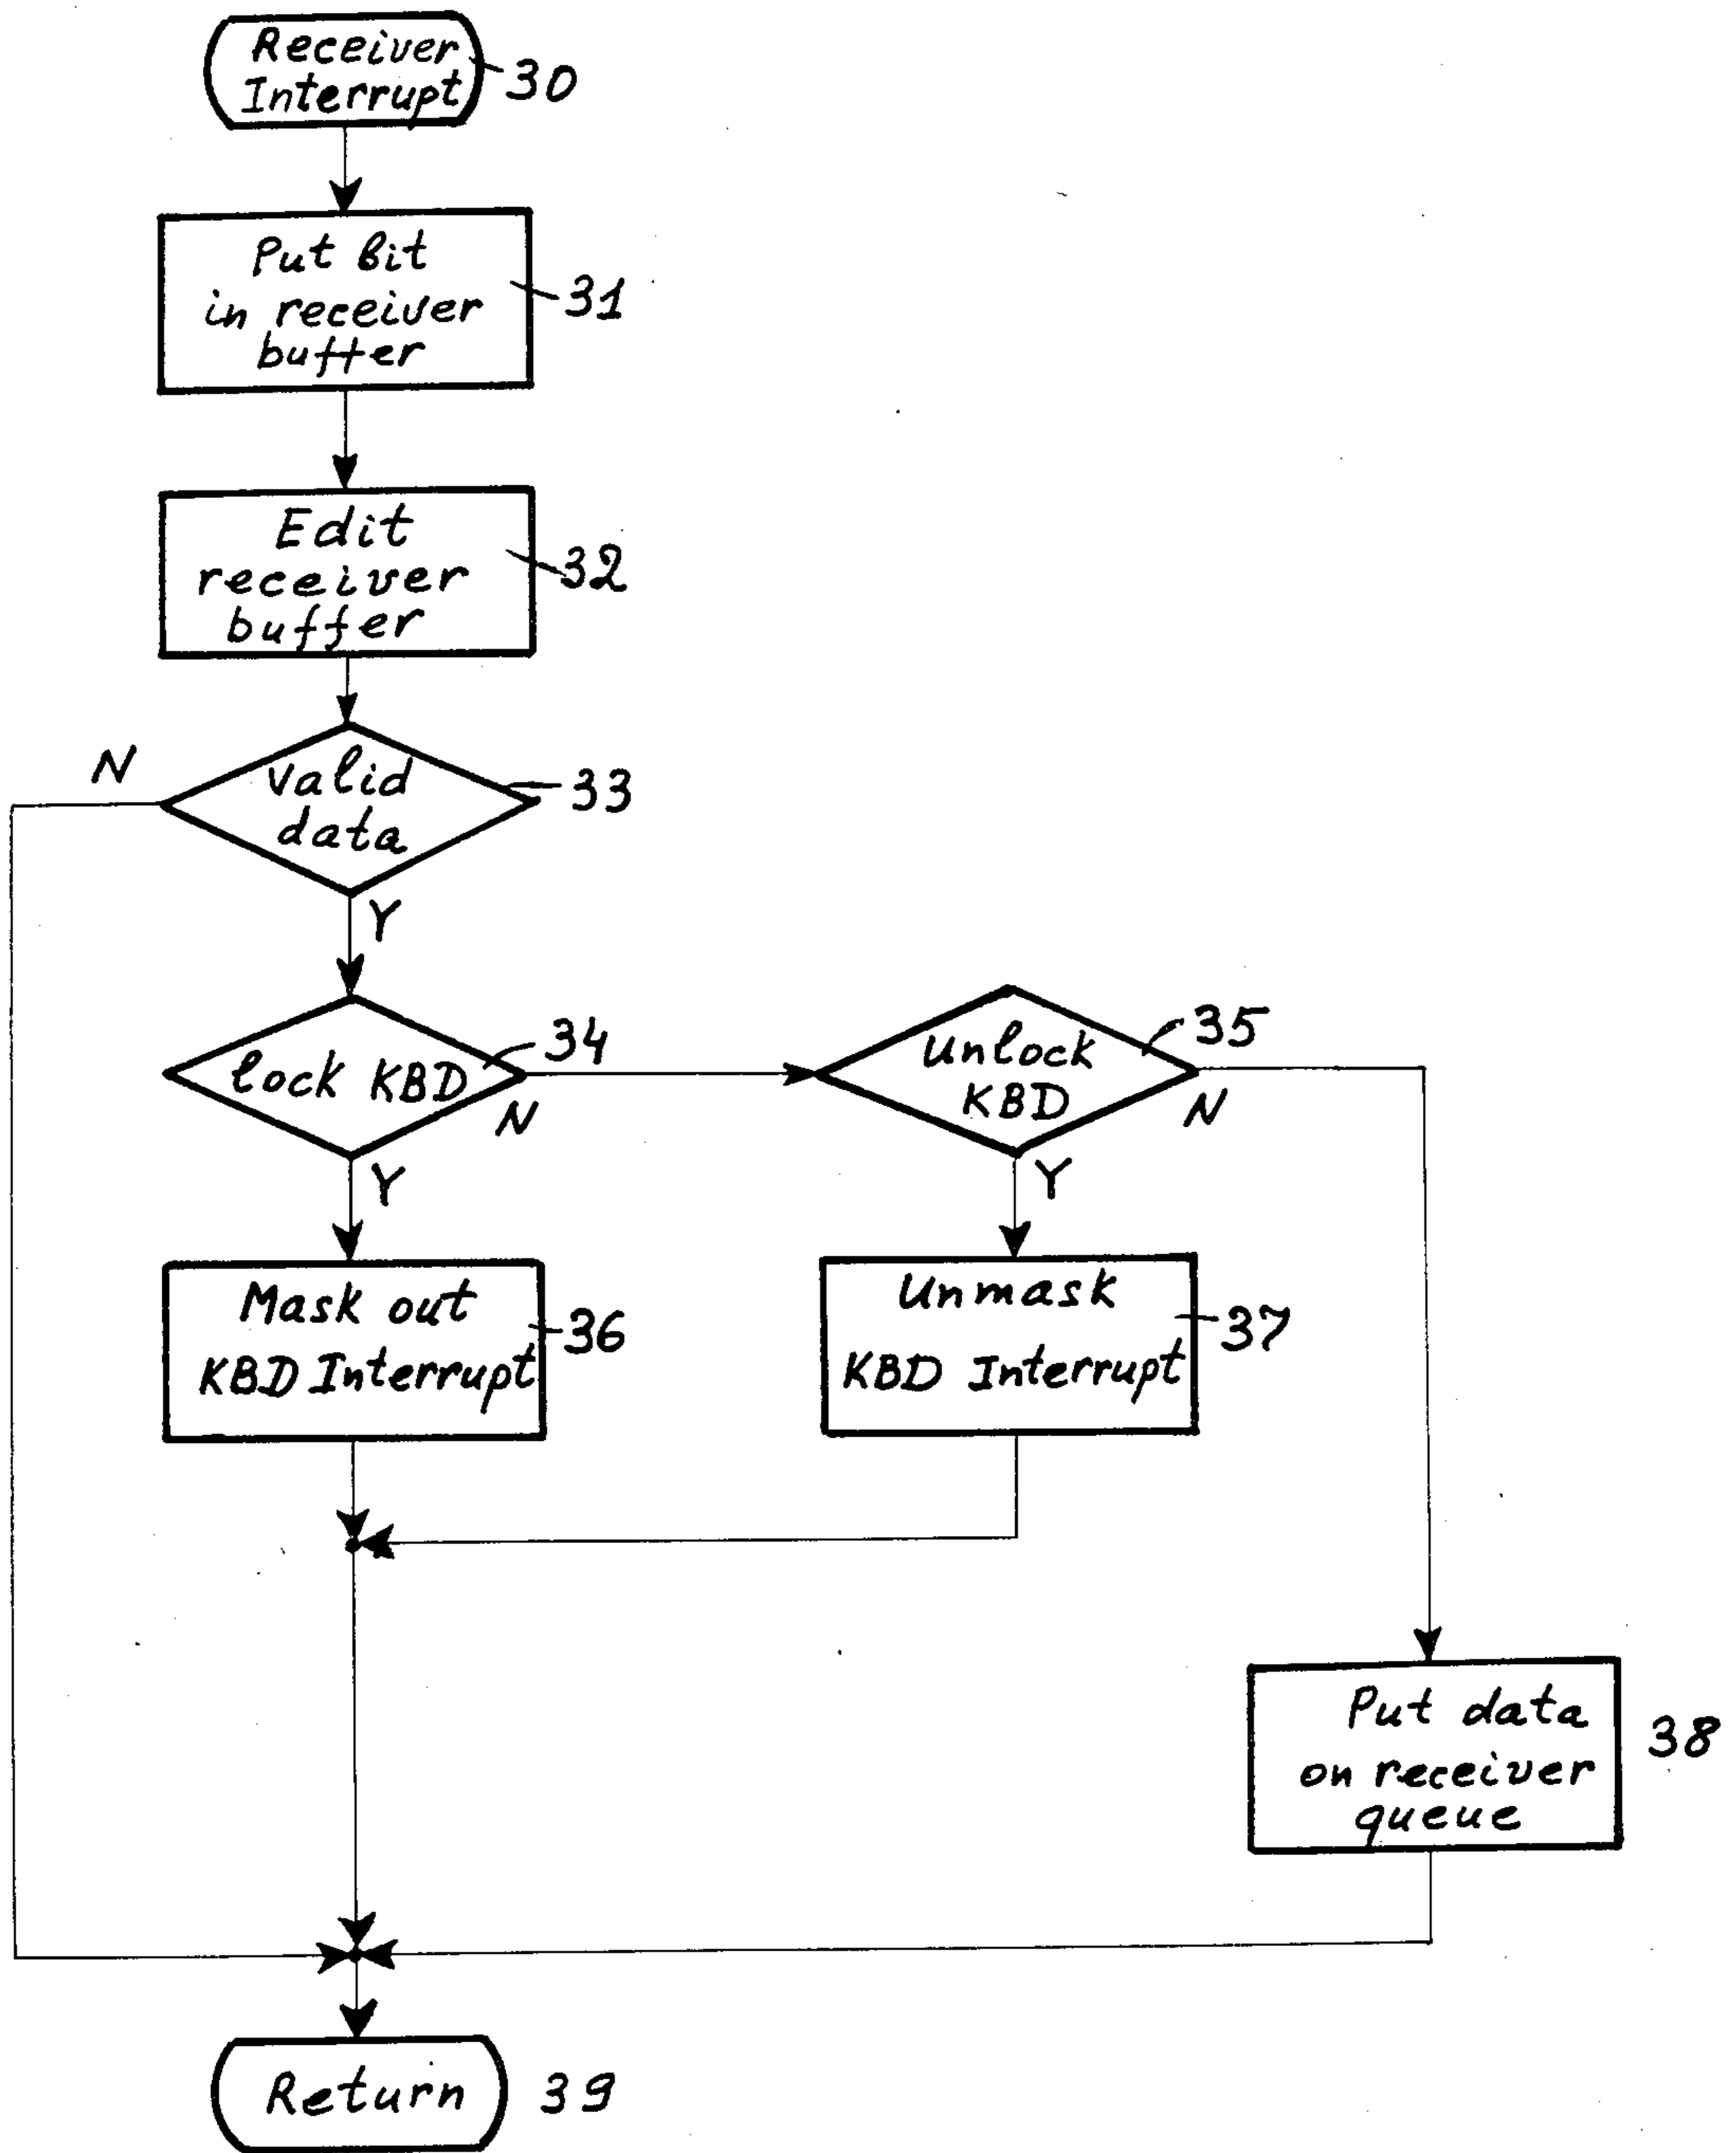 Receiver
Interrupt
30
Put bit
in receiver
buffer
31
Edit
receiver
buffer
32
N
valid
data
33
Y
lock KBD
34
N
Y
Unlock
KBD
35
N
Y
Mask out
KBD Interrupt
36
Unmask
KBD Interrupt
37
Put data
on receiver
queue
38
Return
39